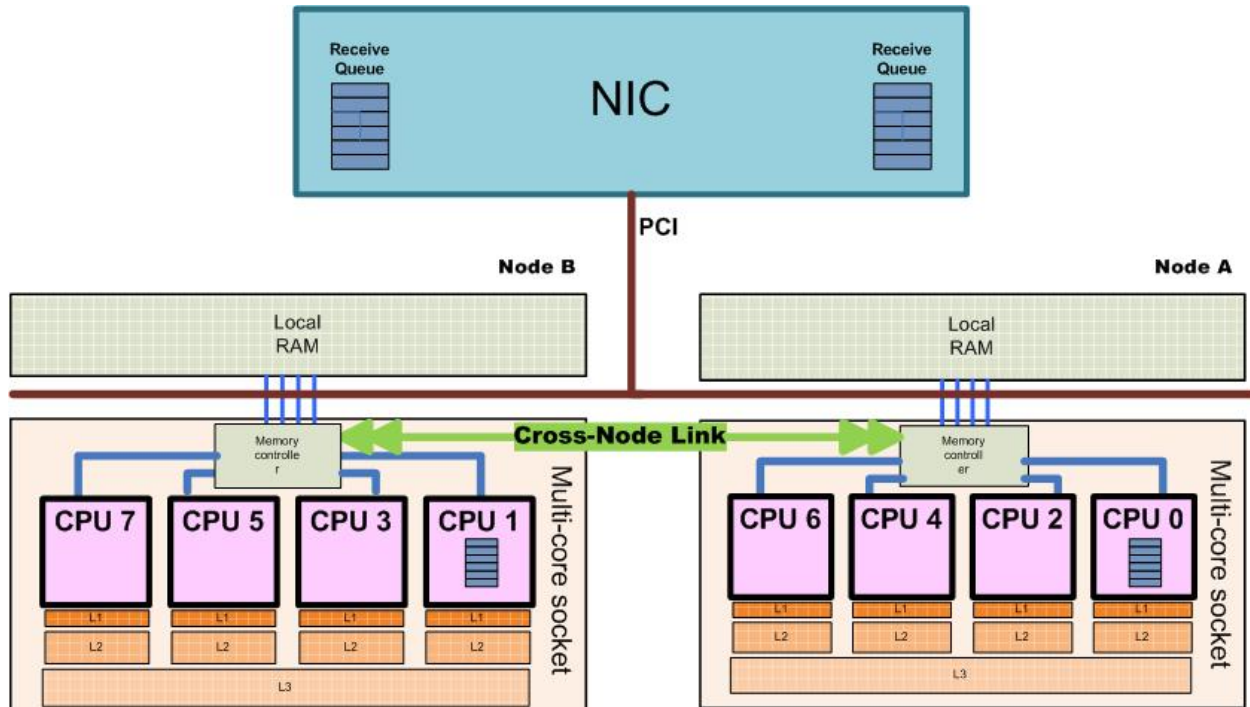 Receive
Queue
NIC
Receive
Queue
PCI
Node B
Node A
Local
RAM
Local
RAM
Cross-Node Link
Memory
controlle
r
Memory
controll
er
CPU 7
CPU 5
CPU 3
CPU 1
Multi-core socket
CPU 6
CPU 4
CPU 2
CPU 0
Multi-core socket
L1
L1
L1
L1
L1
L1
L1
L1
L2
L2
L2
L2
L2
L2
L2
L2
L3
L3